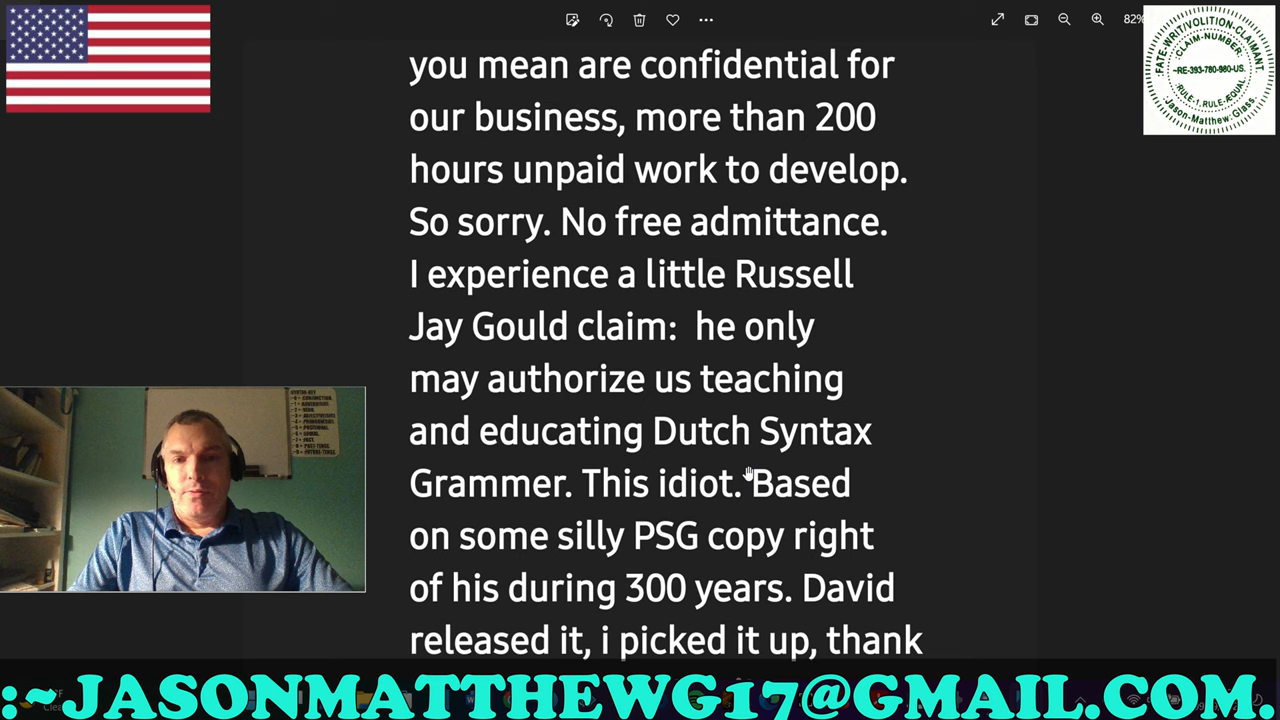 82%
FATE-WRIT/VOLITION-CLAIMANT
CLAIM-NUMBER
~RE-393-780-980-US.
RULE-1, RULE-ÆQUAL.
Jason-Matthew: Glass.
you mean are confidential for
our business, more than 200
hours unpaid work to develop.
So sorry. No free admittance.
I experience a little Russell
Jay Gould claim:  he only
may authorize us teaching
and educating Dutch Syntax
Grammer. This idiot. Based
on some silly PSG copy right
of his during 300 years. David
released it, i picked it up, thank
:~ JASONMATTHEWG17@GMAIL.COM.